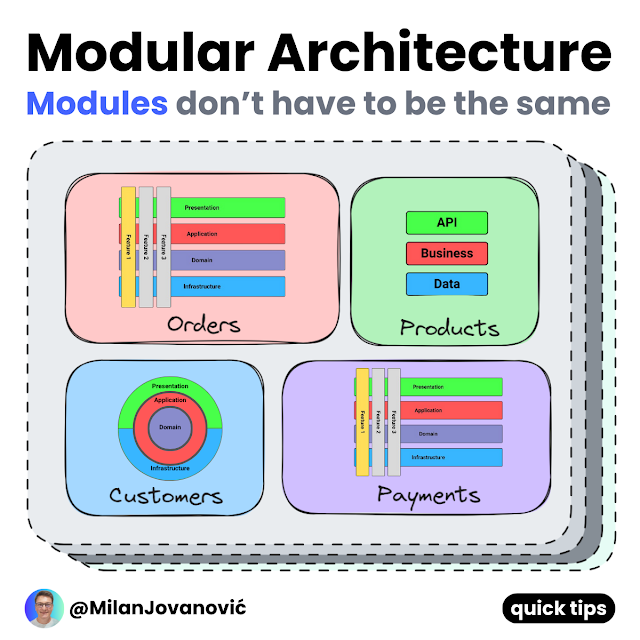 Modular Architecture
Modules don't have to be the same
Feature 1
Feature 2
Feature 3
Presentation
Application
Domain
Infrastructure
Orders
API
Business
Data
Products
Presentation
Application
Domain
Infrastructure
Customers
Feature 1
Feature 2
Feature 3
Presentation
Application
Domain
Infrastructure
Payments
@MilanJovanović
quick tips